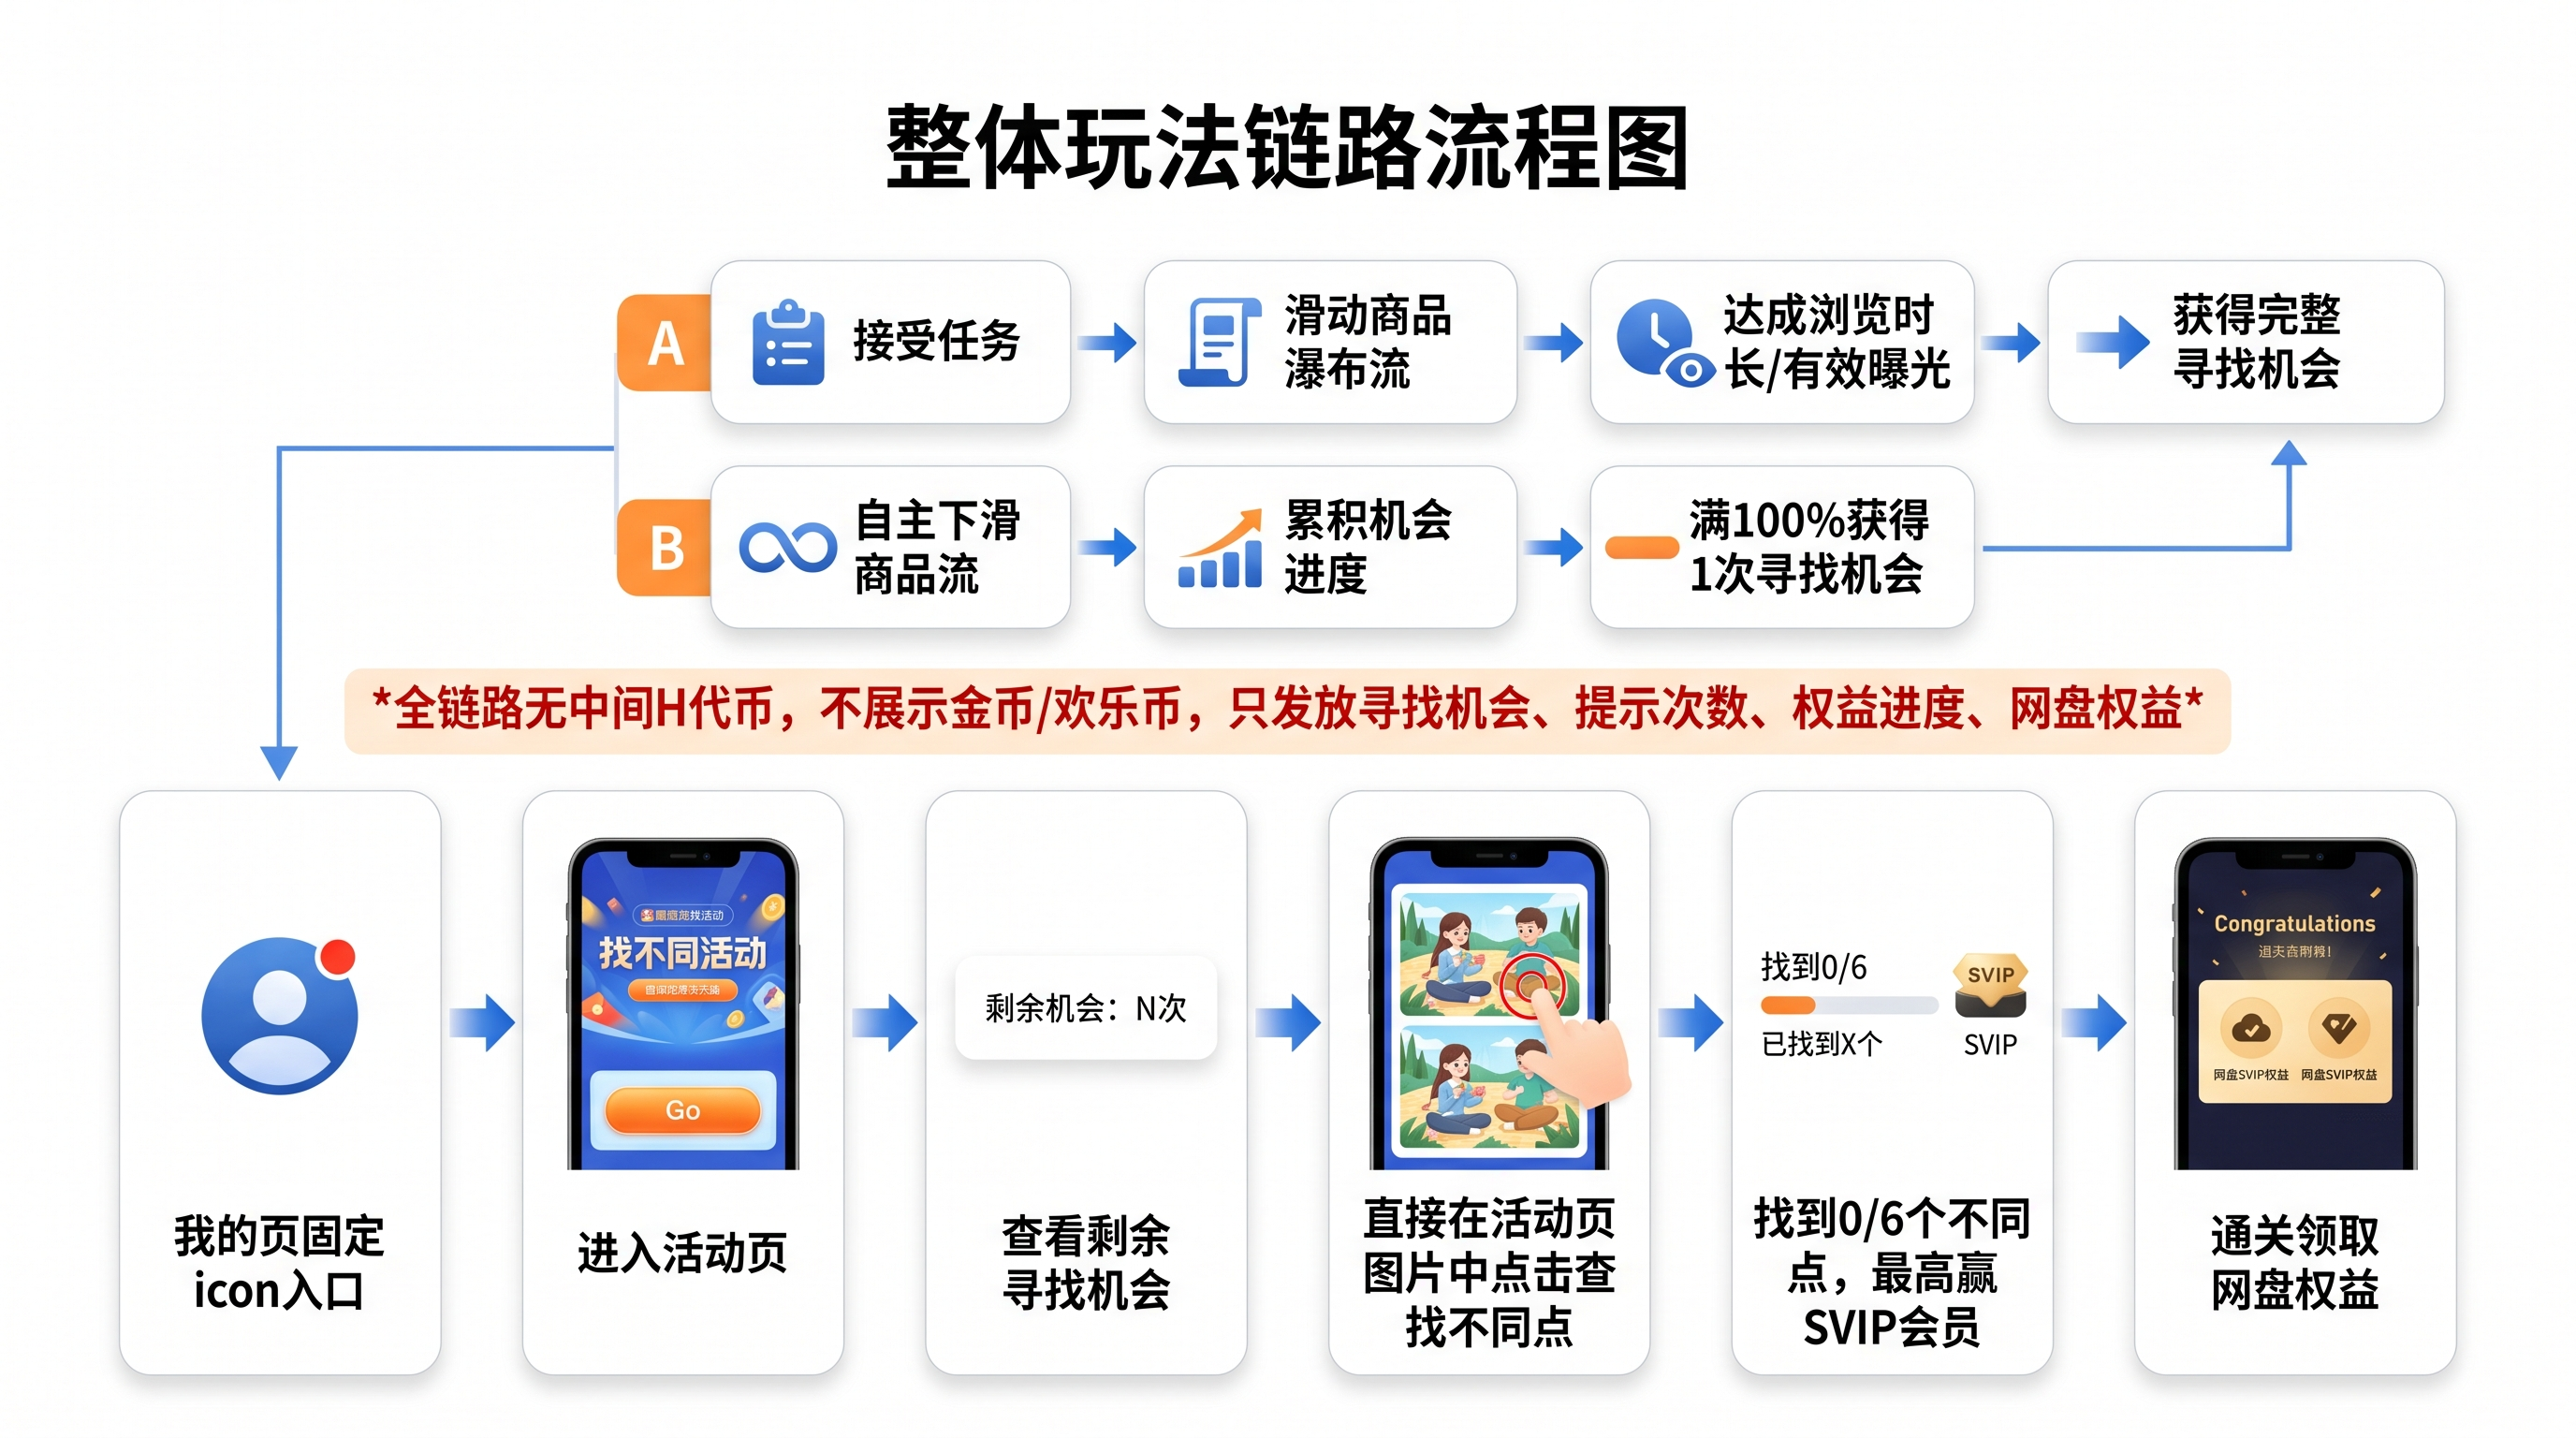 整体玩法链路流程图
A
接受任务
滑动商品
瀑布流
达成浏览时
长/有效曝光
获得完整
寻找机会
B
自主下滑
商品流
累积机会
进度
满100%获得
1次寻找机会
*全链路无中间H代币，不展示金币/欢乐币，只发放寻找机会、提示次数、权益进度、网盘权益*
我的页固定
icon入口
找不同活动
Go
进入活动页
剩余机会：N次
查看剩余
寻找机会
直接在活动页
图片中点击查
找不同点
找到0/6
已找到X个
SVIP
SVIP
找到0/6个不同
点，最高赢
SVIP会员
Congratulations
网盘SVIP权益 网盘SVIP权益
通关领取
网盘权益